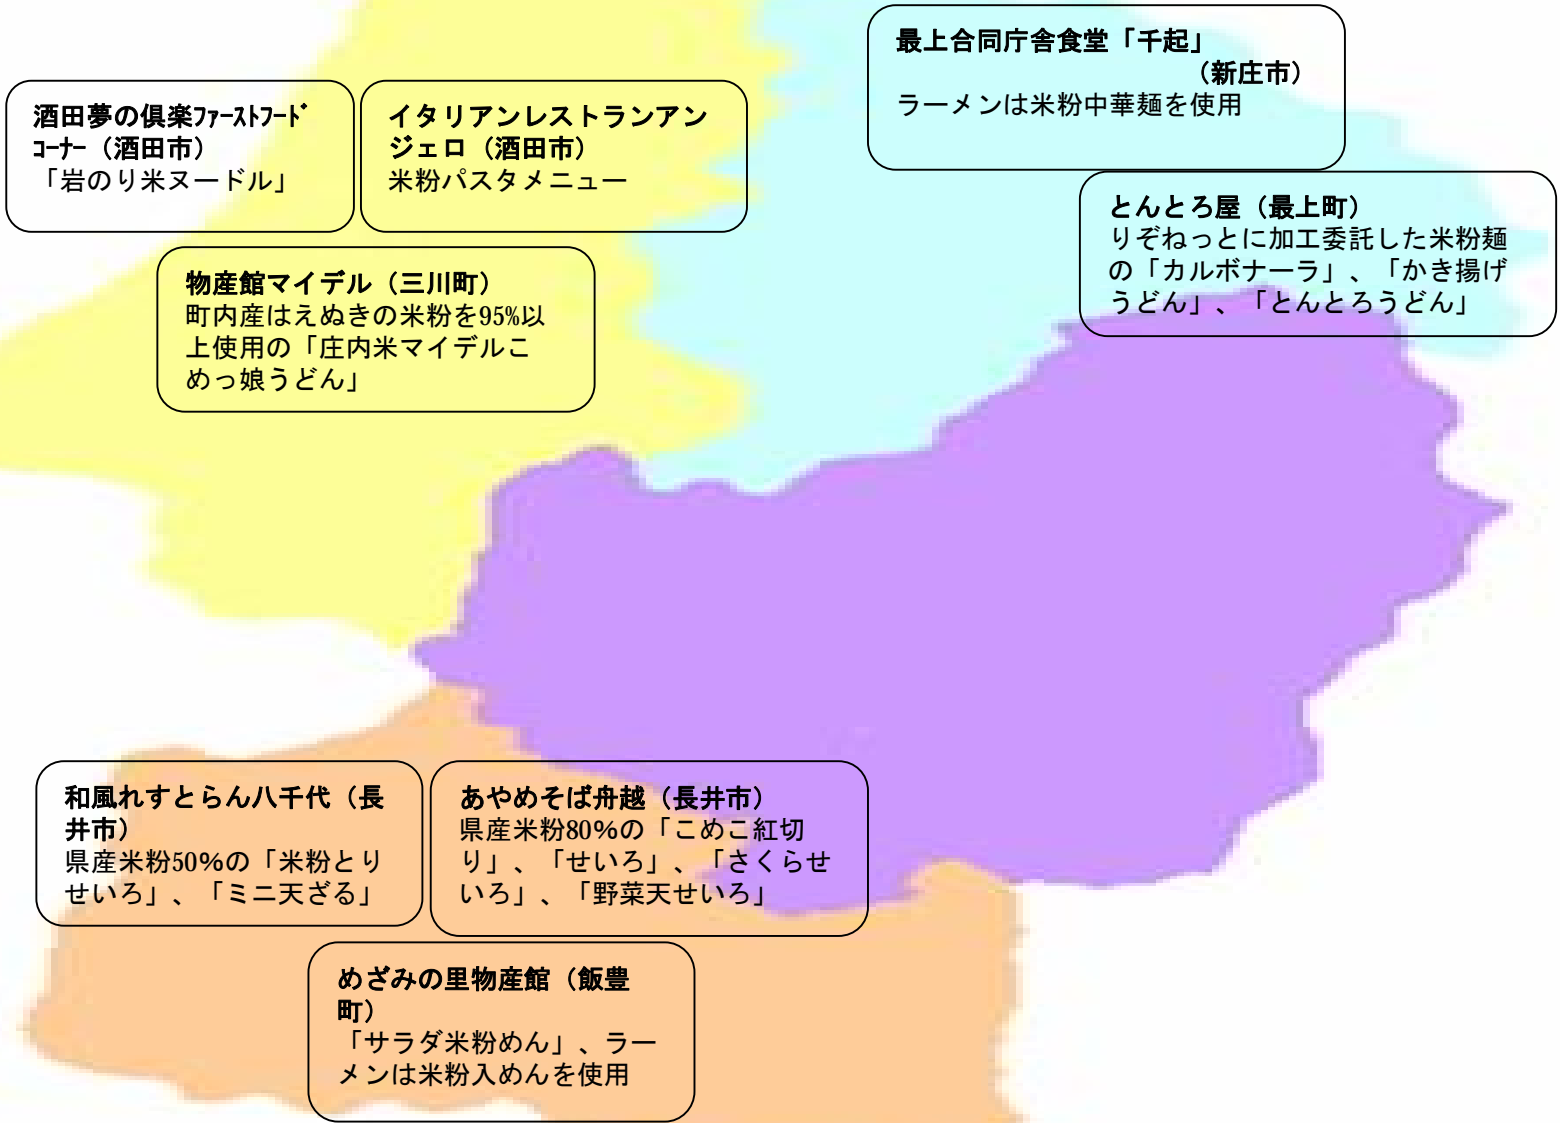 最上合同庁舎食堂「千起」
（新庄市）
ラーメンは米粉中華麺を使用
酒田夢の倶楽ﾌｧｰｽﾄﾌｰﾄﾞ
ｺｰﾅｰ（酒田市）
「岩のり米ヌードル」
イタリアンレストランアン
ジェロ（酒田市）
米粉パスタメニュー
とんとろ屋（最上町）
りぞねっとに加工委託した米粉麺
の「カルボナーラ」、「かき揚げ
うどん」、「とんとろうどん」
物産館マイデル（三川町）
町内産はえぬきの米粉を95%以
上使用の「庄内米マイデルこ
めっ娘うどん」
和風れすとらん八千代（長
井市）
県産米粉50%の「米粉とり
せいろ」、「ミニ天ざる」
あやめそば舟越（長井市）
県産米粉80%の「こめこ紅切
り」、「せいろ」、「さくらせ
いろ」、「野菜天せいろ」
めざみの里物産館（飯豊
町）
「サラダ米粉めん」、ラー
メンは米粉入めんを使用